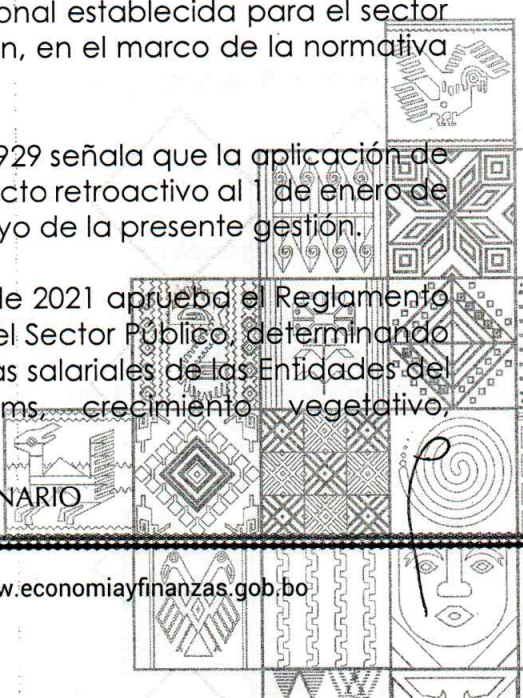 onal establecida para el sector
n, en el marco de la normativa
929 señala que la aplicación de
cto retroactivo al 1 de enero de
yo de la presente gestión.
de 2021 aprueba el Reglamento
el Sector Público, determinando
as salariales de las Entidades del
ms, crecimiento vegetativo,
NARIO
w.economiayfinanzas.gob.bo